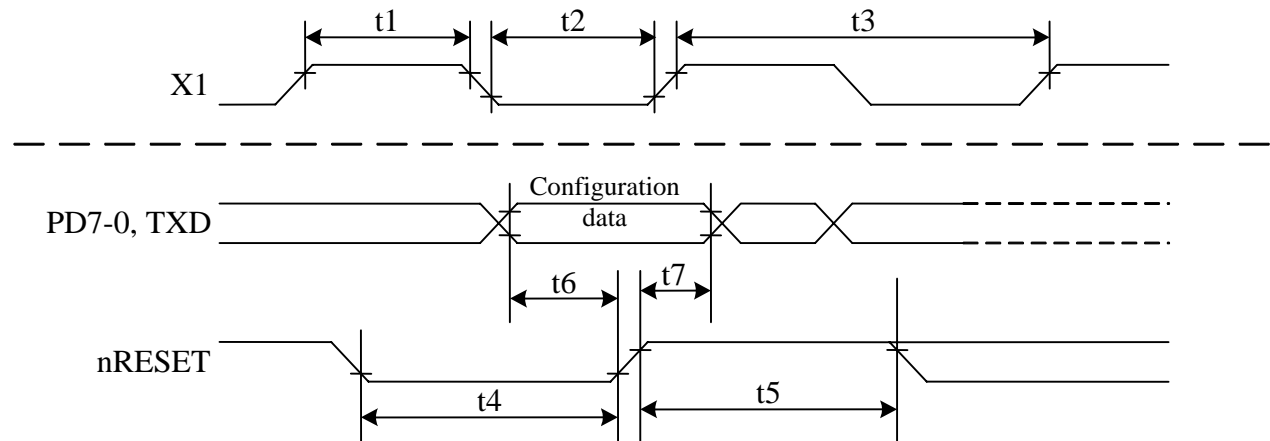 t1
t2
t3
X1
Configuration
data
PD7-0, TXD
t6
t7
nRESET
t4
t5